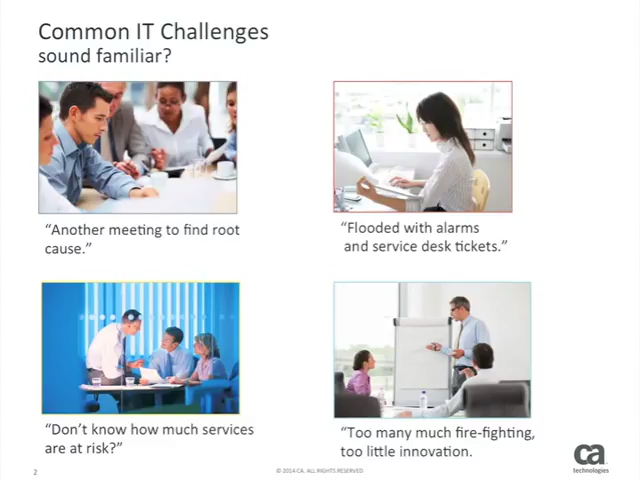 Common IT Challenges
sound familiar?
“Another meeting to find root
cause.”
“Flooded with alarms
and service desk tickets.”
“Don’t know how much services
are at risk?”
“Too many much fire-fighting,
too little innovation.
2
© 2014 CA. ALL RIGHTS RESERVED
ca
technologies